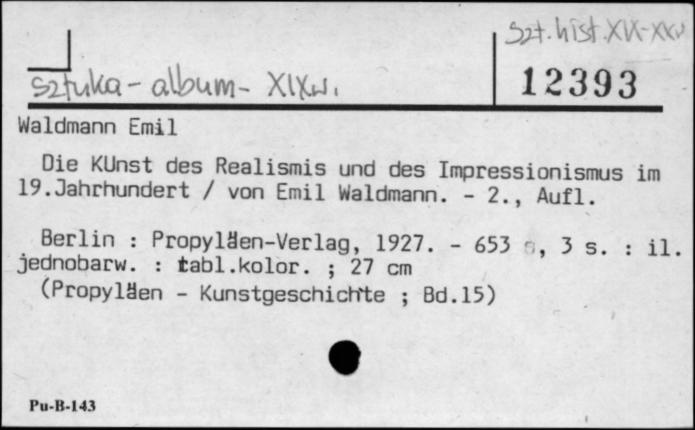 szt. hist. XIX-XXw
12393
sztuka - album - XIXw.
Waldmann Emil
Die KUnst des Realismis und des Impressionismus im
19.Jahrhundert / von Emil Waldmann. - 2., Aufl.
Berlin : Propyläen-Verlag, 1927. - 653 s, 3 s. : il.
jednobarw. : tabl.kolor. ; 27 cm
(Propyläen - Kunstgeschichte ; Bd.15)
Pu-B-143